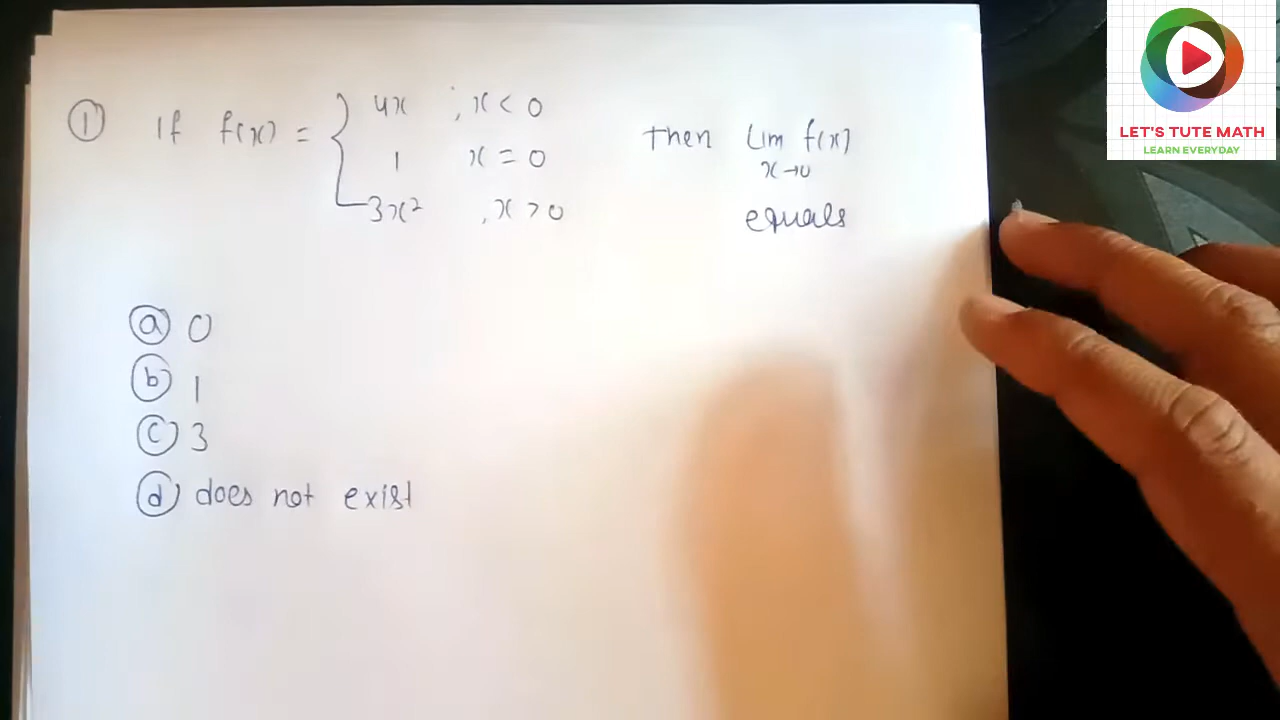 ① If f(x) = { 4x , x < 0
1 x = 0
3x² , x > 0
Then Lim f(x)
x→0
equals
ⓐ 0
ⓑ 1
ⓒ 3
ⓓ does not exist
LET'S TUTE MATH
LEARN EVERYDAY